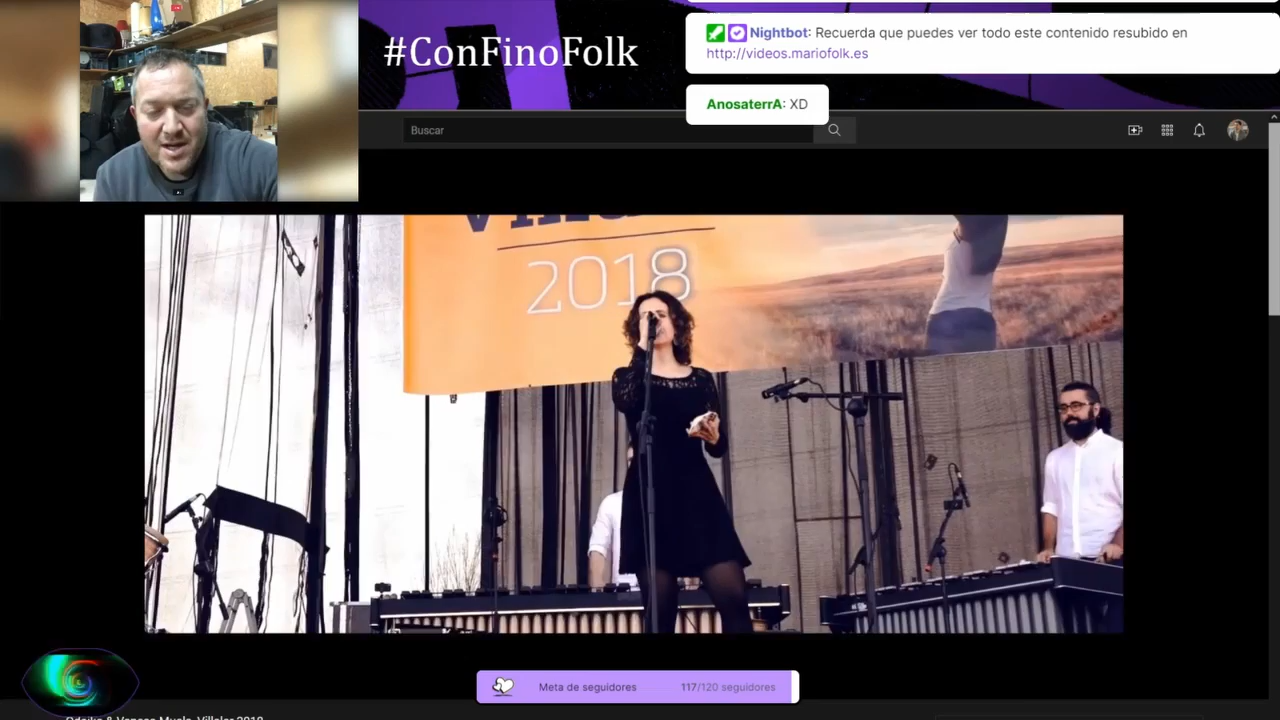 #ConFinoFolk
Nightbot: Recuerda que puedes ver todo este contenido resubido en
http://videos.mariofolk.es
AnosaterrA: XD
Buscar
2018
Meta de seguidores 117/120 seguidores